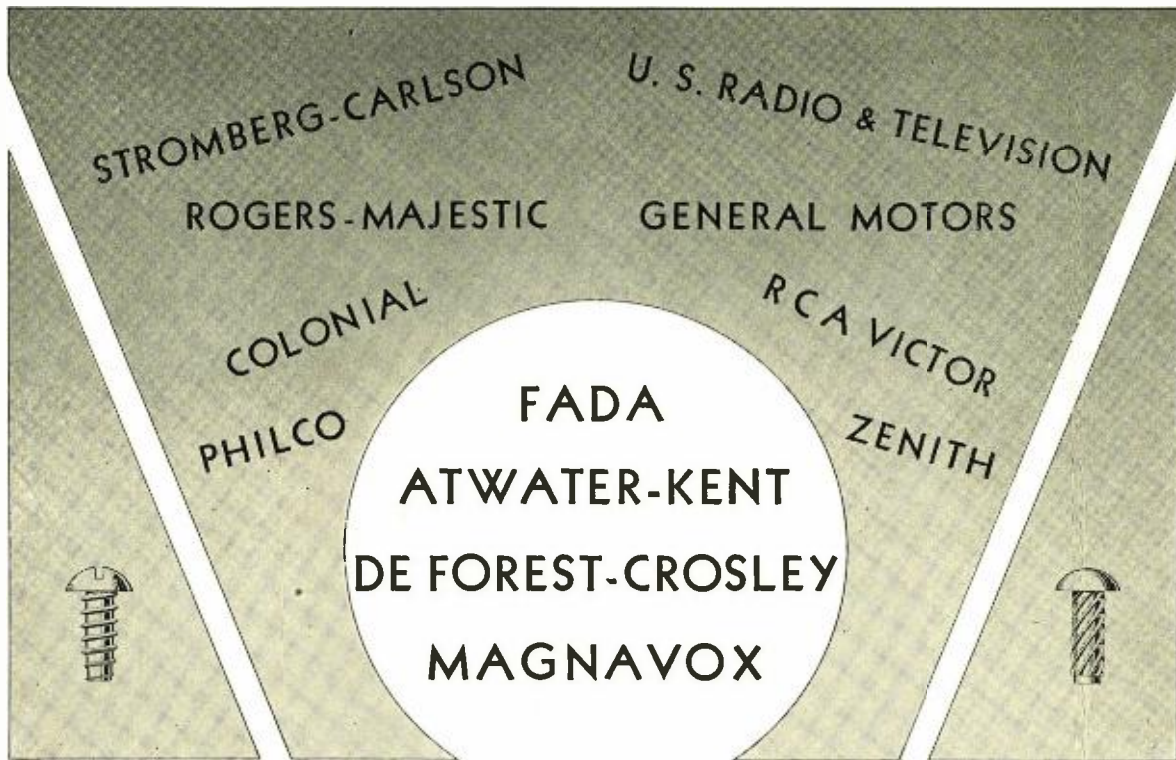 STROMBERG-CARLSON
U. S. RADIO & TELEVISION
ROGERS-MAJESTIC
GENERAL MOTORS
COLONIAL
RCA VICTOR
PHILCO
ZENITH
FADA
ATWATER-KENT
DE FOREST-CROSLEY
MAGNAVOX